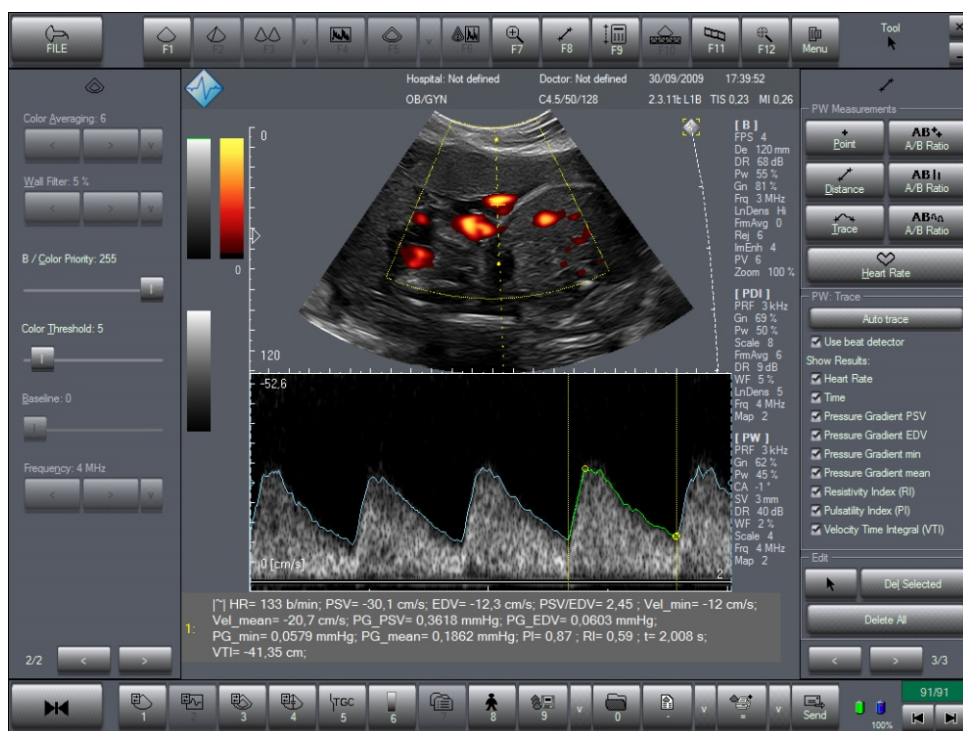 FILE
F1
F2
F3
F4
F5
F6
F7
F8
F9
F11
F12
Menu
Tool
Hospital: Not defined Doctor: Not defined 30/09/2009 17:39:52
OB/GYN C4.5/50/128 TIS 0,23 MI 0,26
Color Averaging: 6
< > v
Wall Filter: 5 %
< > v
B / Color Priority: 255
Color Threshold: 5
Baseline: 0
Frequency: 4 MHz
< > v
2/2 < >
0
0
120
[ B ]
FPS 4
De 120 mm
DR 68 dB
Pw 55 %
Gn 81 %
Frq 3 MHz
LnDens Hi
FrmAvg 0
Rej 6
ImEnh 4
PV 6
Zoom 100 %
[ PDI ]
PRF 3 kHz
Gn 69 %
Pw 50 %
Scale 8
FrmAvg 6
DR 9 dB
WF 5 %
LnDens 5
Frq 4 MHz
Map 2
[ PW ]
PRF 3 kHz
Gn 62 %
Pw 45 %
CA -1 °
SV 3 mm
DR 40 dB
WF 2 %
Scale 4
Frq 4 MHz
Map 2
-52,6
0 [cm/s]
2
1:
|~| HR= 133 b/min; PSV= -30,1 cm/s; EDV= -12,3 cm/s; PSV/EDV= 2,45 ; Vel_min= -12 cm/s;
Vel_mean= -20,7 cm/s; PG_PSV= 0,3618 mmHg; PG_EDV= 0,0603 mmHg;
PG_min= 0,0579 mmHg; PG_mean= 0,1862 mmHg; PI= 0,87 ; RI= 0,59 ; t= 2,008 s;
VTI= -41,35 cm;
PW Measurements
Point
AB
A/B Ratio
Distance
AB
A/B Ratio
Trace
AB
A/B Ratio
Heart Rate
PW: Trace
Auto trace
Use beat detector
Show Results:
Heart Rate
Time
Pressure Gradient PSV
Pressure Gradient EDV
Pressure Gradient min
Pressure Gradient mean
Resistivity Index (RI)
Pulsatility Index (PI)
Velocity Time Integral (VTI)
Edit
Del Selected
Delete All
< > 3/3
1
2
3
4
TGC
5
6
8
9
v
0
-
v
=
v
Send
100%
91/91